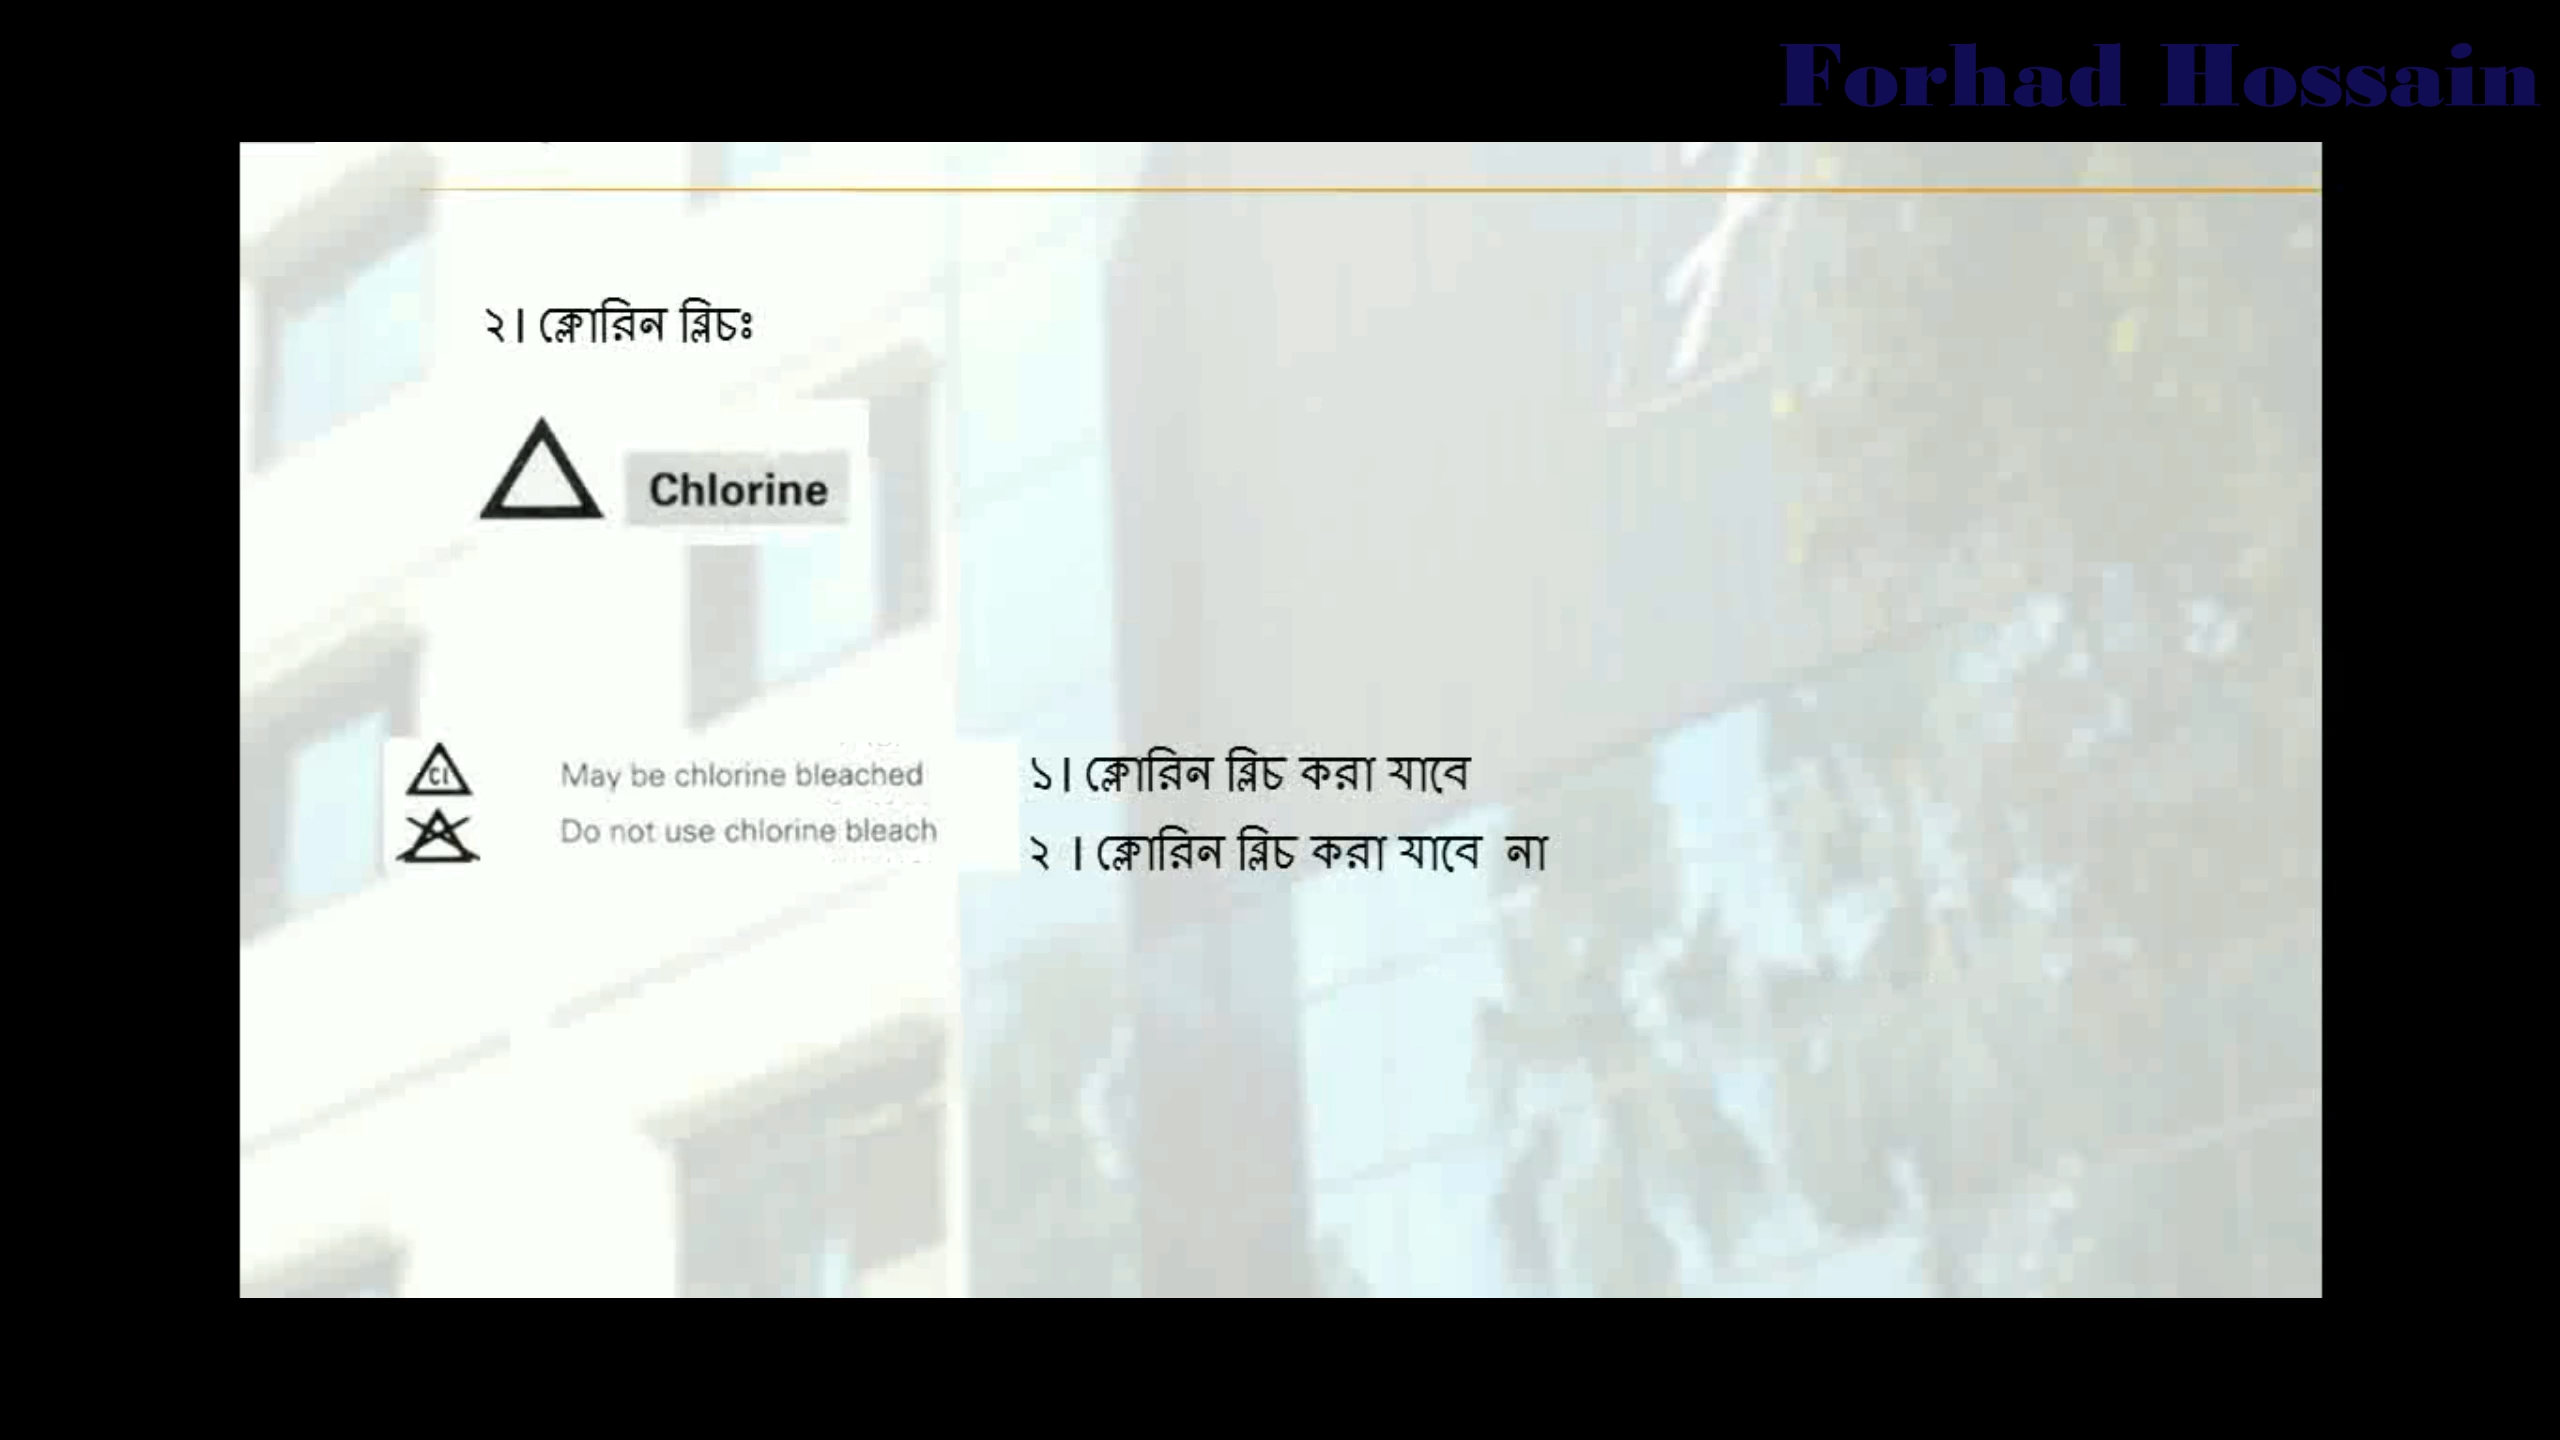 Forhad Hossain
২। ক্লোরিন ব্লিচঃ
Chlorine
Cl May be chlorine bleached ১। ক্লোরিন ব্লিচ করা যাবে
Do not use chlorine bleach ২ । ক্লোরিন ব্লিচ করা যাবে না